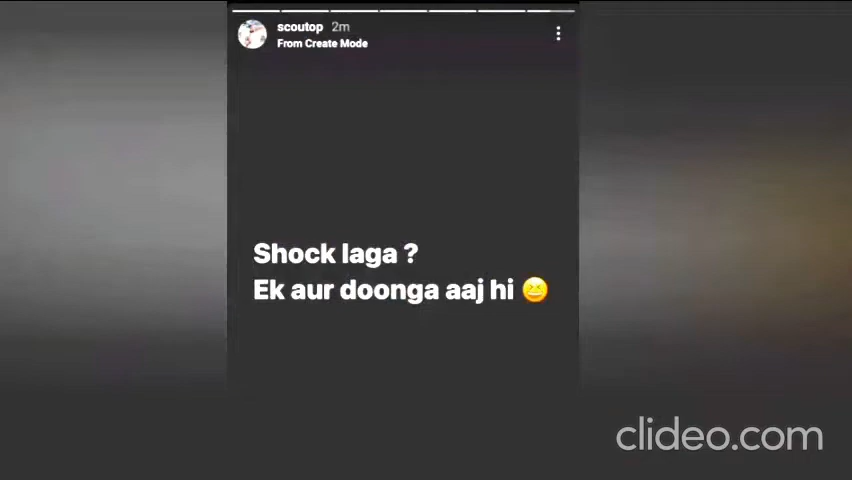 scoutop 2m
From Create Mode
Shock laga ?
Ek aur doonga aaj hi 😆
clideo.com